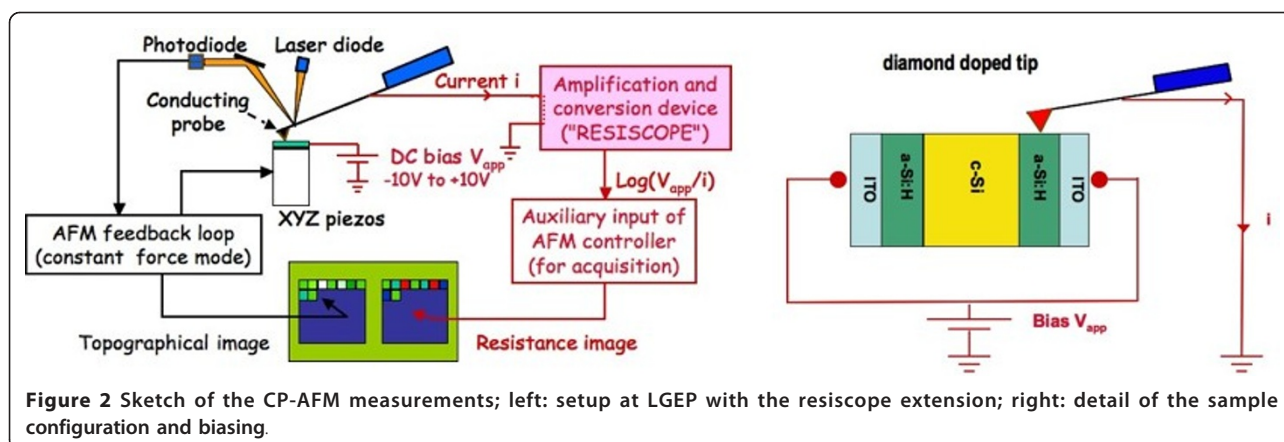 Photodiode
Laser diode
Current i
Conducting
probe
Amplification and
conversion device
("RESISCOPE")
DC bias Vapp
-10V to +10V
XYZ piezos
Log(Vapp/i)
AFM feedback loop
(constant force mode)
Auxiliary input of
AFM controller
(for acquisition)
Topographical image
Resistance image
diamond doped tip
ITO
a-Si:H
c-Si
a-Si:H
ITO
i
Bias Vapp
Figure 2 Sketch of the CP-AFM measurements; left: setup at LGEP with the resiscope extension; right: detail of the sample
configuration and biasing.